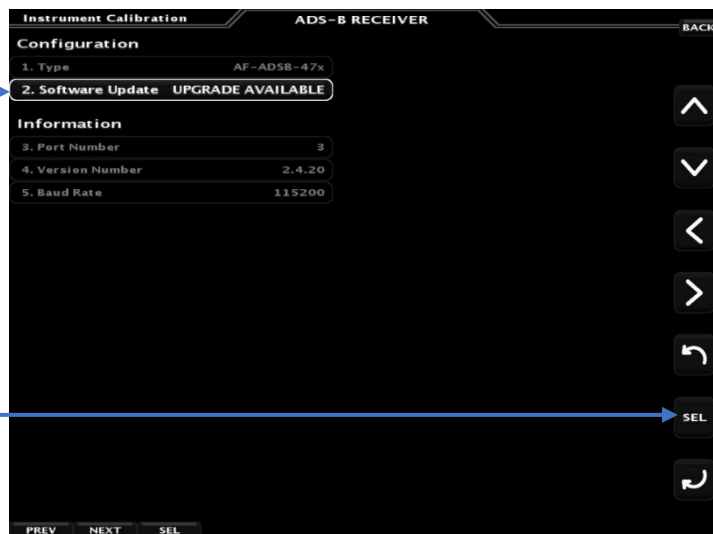 Instrument Calibration
ADS-B RECEIVER
BACK
Configuration
1. Type AF-ADSB-47x
2. Software Update UPGRADE AVAILABLE
Information
3. Port Number 3
4. Version Number 2.4.20
5. Baud Rate 115200
SEL
PREV NEXT SEL